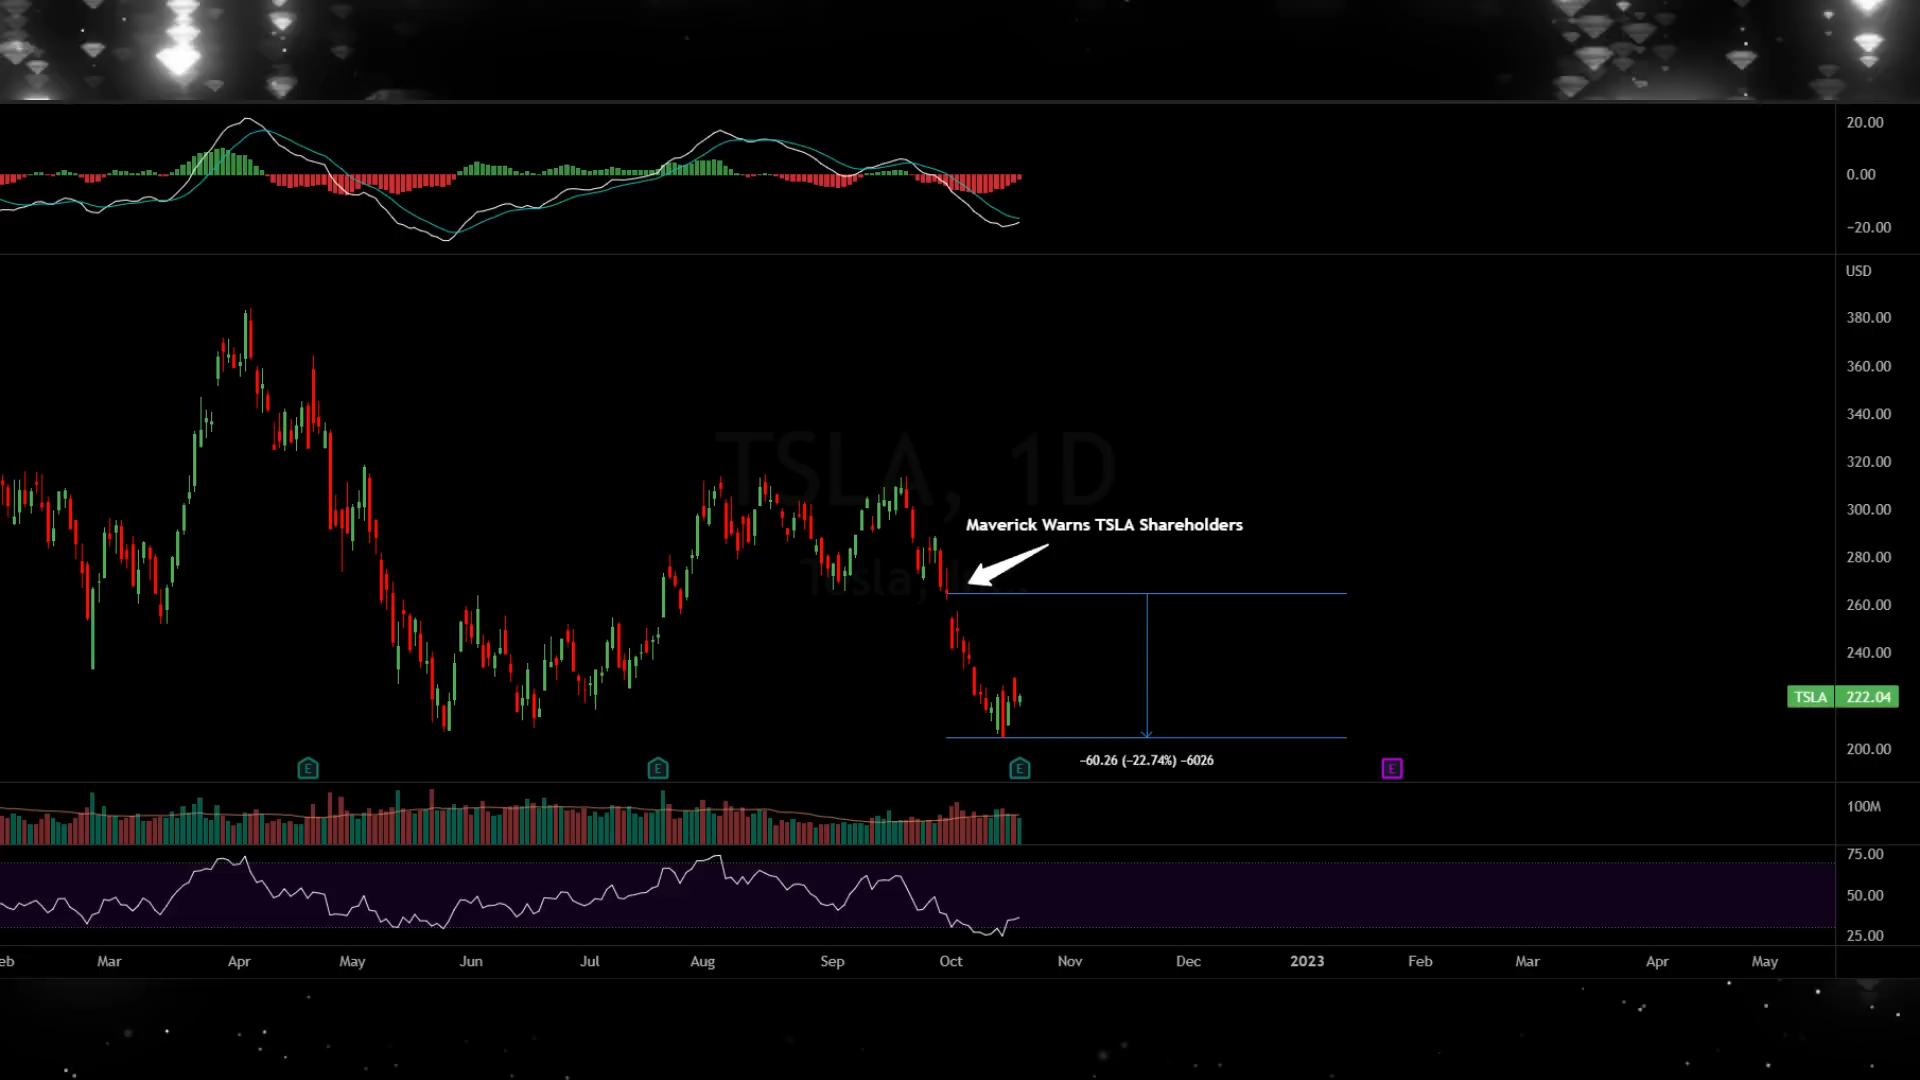 20.00
0.00
−20.00
USD
380.00
360.00
340.00
TSLA, 1D
320.00
300.00
Maverick Warns TSLA Shareholders
280.00
Tesla, Inc.
260.00
240.00
TSLA 222.04
200.00
E E E E
−60.26 (−22.74%) −6026
100M
75.00
50.00
25.00
eb Mar Apr May Jun Jul Aug Sep Oct Nov Dec 2023 Feb Mar Apr May